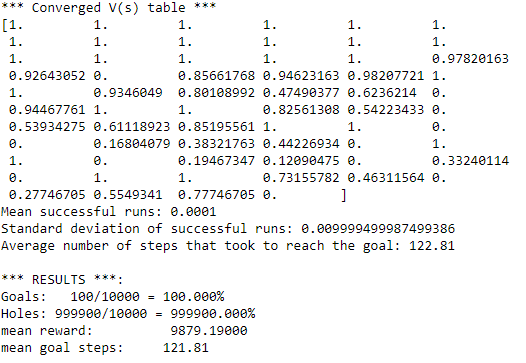 *** Converged V(s) table ***
[1. 1. 1. 1. 1. 1.
1. 1. 1. 1. 1. 1.
1. 1. 1. 1. 1. 0.97820163
0.92643052 0. 0.85661768 0.94623163 0.98207721 1.
1. 0.9346049 0.80108992 0.47490377 0.6236214 0.
0.94467761 1. 1. 0.82561308 0.54223433 0.
0.53934275 0.61118923 0.85195561 1. 1. 0.
0. 0.16804079 0.38321763 0.44226934 0. 1.
1. 0. 0.19467347 0.12090475 0. 0.33240114
0. 1. 1. 0.73155782 0.46311564 0.
0.27746705 0.5549341 0.77746705 0. ]
Mean successful runs: 0.0001
Standard deviation of successful runs: 0.009999499987499386
Average number of steps that took to reach the goal: 122.81
*** RESULTS ***:
Goals: 100/10000 = 100.000%
Holes: 999900/10000 = 999900.000%
mean reward: 9879.19000
mean goal steps: 121.81